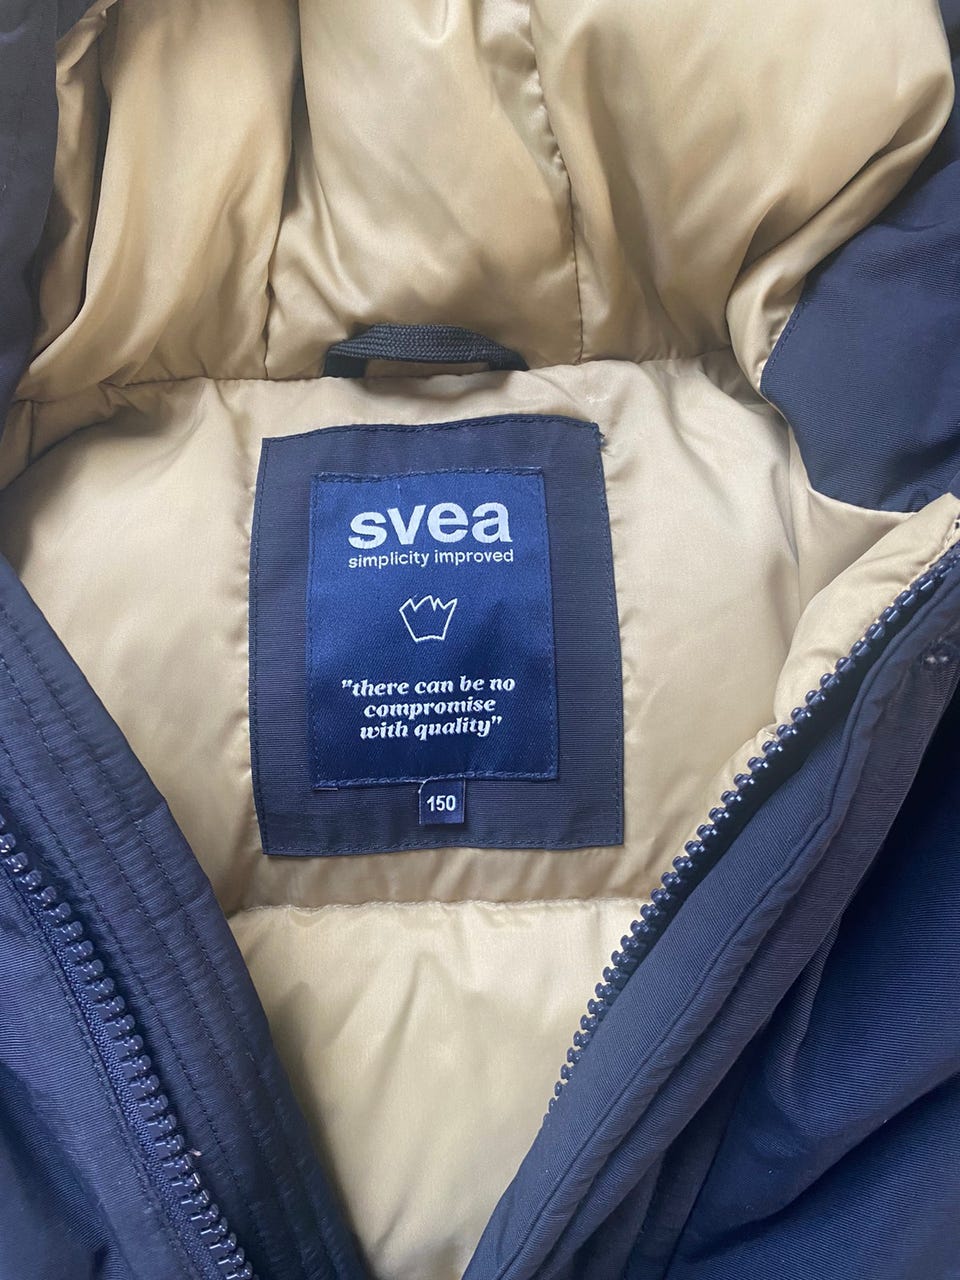 svea
simplicity improved
"there can be no
compromise
with quality"
150